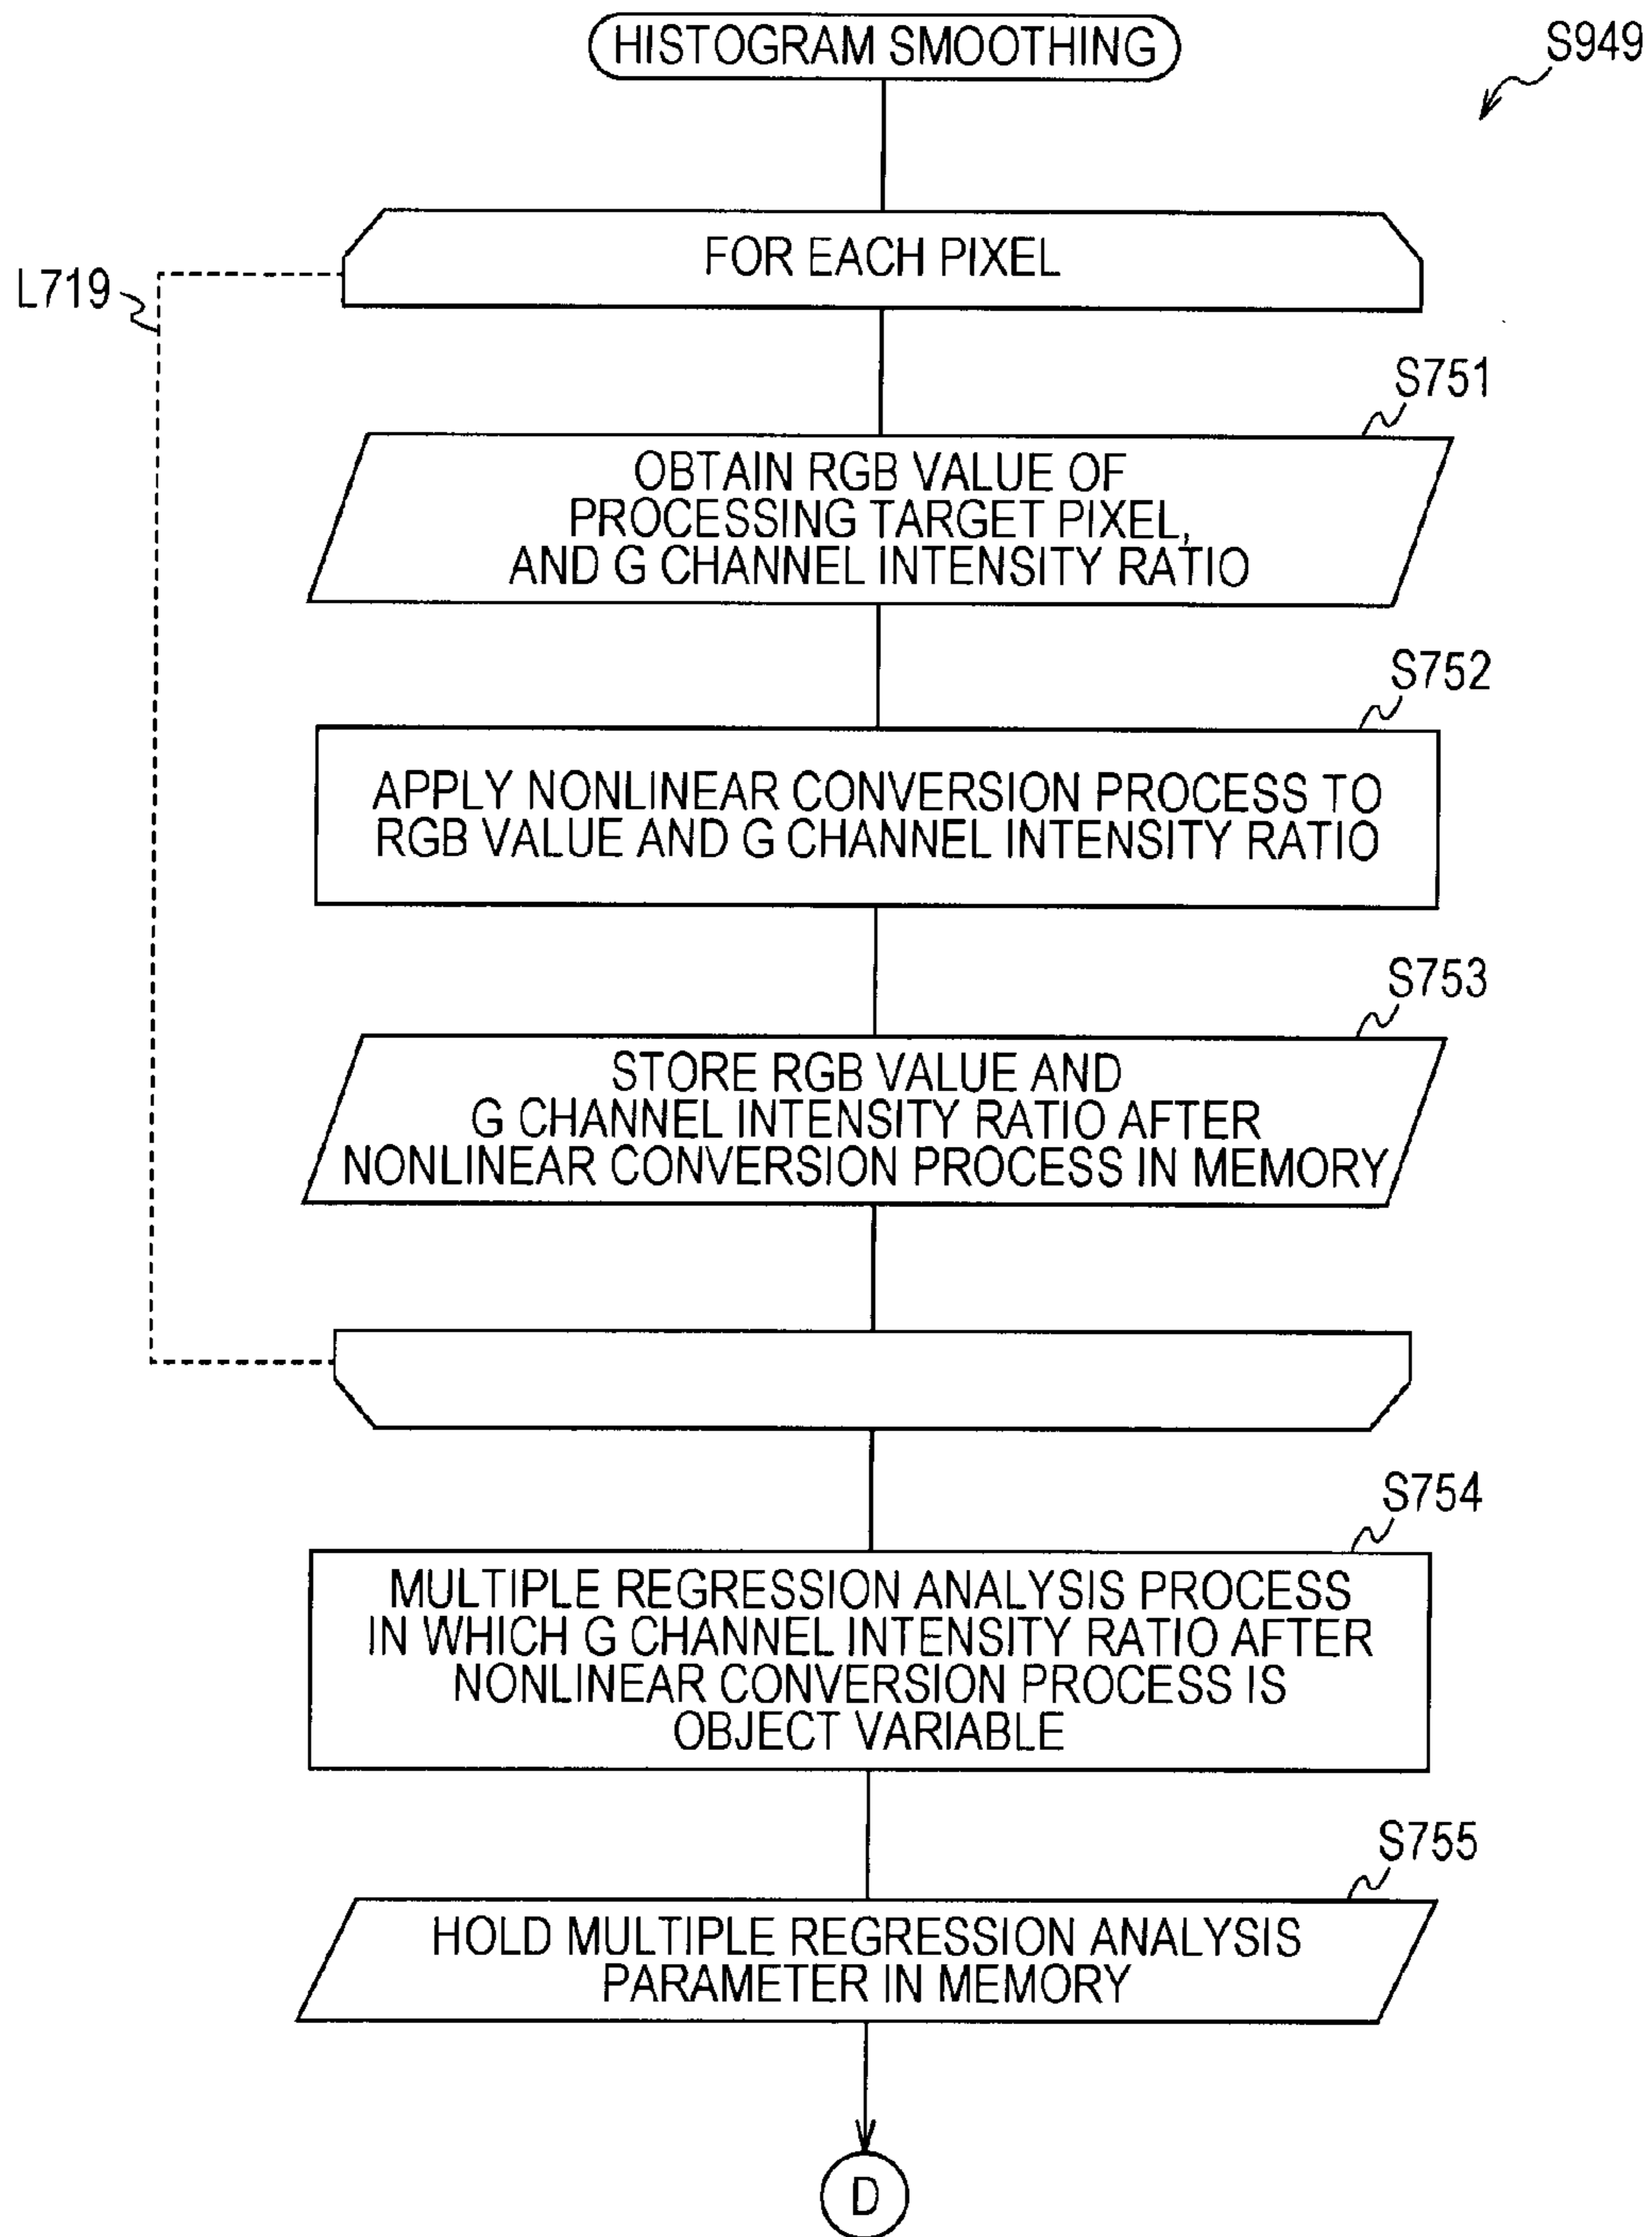 HISTOGRAM SMOOTHING
S949
FOR EACH PIXEL
L719
S751
OBTAIN RGB VALUE OF
PROCESSING TARGET PIXEL,
AND G CHANNEL INTENSITY RATIO
S752
APPLY NONLINEAR CONVERSION PROCESS TO
RGB VALUE AND G CHANNEL INTENSITY RATIO
S753
STORE RGB VALUE AND
G CHANNEL INTENSITY RATIO AFTER
NONLINEAR CONVERSION PROCESS IN MEMORY
S754
MULTIPLE REGRESSION ANALYSIS PROCESS
IN WHICH G CHANNEL INTENSITY RATIO AFTER
NONLINEAR CONVERSION PROCESS IS
OBJECT VARIABLE
S755
HOLD MULTIPLE REGRESSION ANALYSIS
PARAMETER IN MEMORY
D